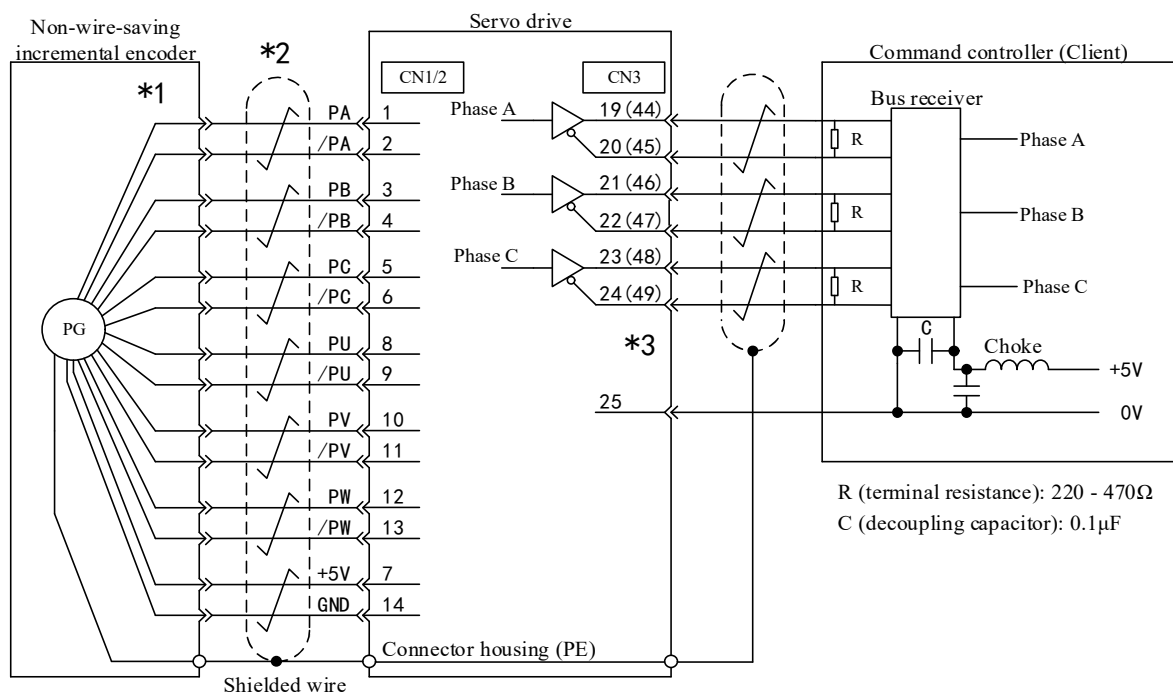 Non-wire-saving
incremental encoder
*1
*2
Servo drive
CN1/2
CN3
Command controller (Client)
Bus receiver
PA 1
/PA 2
PB 3
/PB 4
PC 5
/PC 6
PU 8
/PU 9
PV 10
/PV 11
PW 12
/PW 13
+5V 7
GND 14
PG
Phase A
19(44)
20(45)
Phase B
21(46)
22(47)
Phase C
23(48)
24(49)
*3
25
R
R
R
Phase A
Phase B
Phase C
C
Choke
+5V
0V
R (terminal resistance): 220 - 470Ω
C (decoupling capacitor): 0.1μF
Connector housing (PE)
Shielded wire